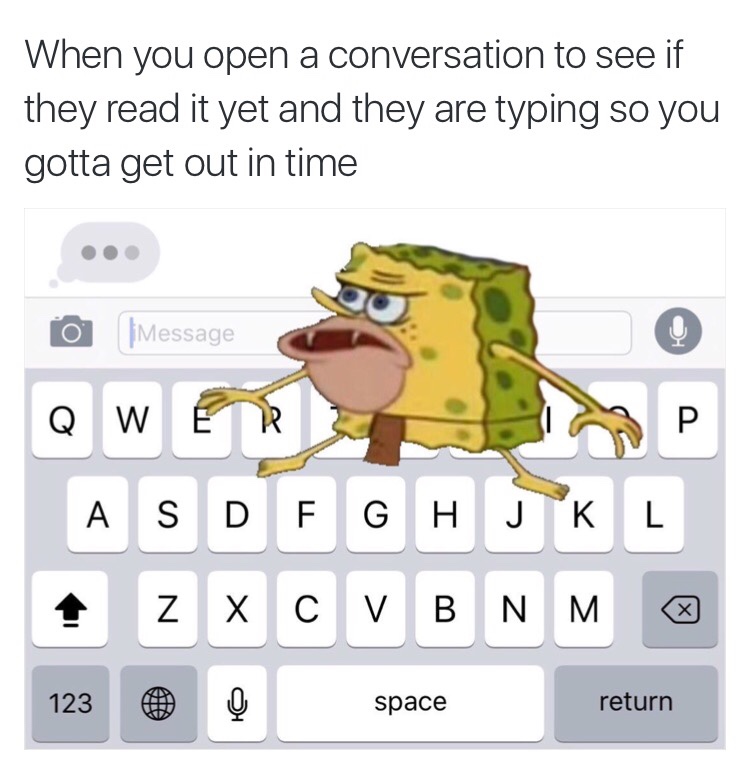 When you open a conversation to see if
they read it yet and they are typing so you
gotta get out in time
Message
Q W E R I P
A S D F G H J K L
Z X C V B N M
123 space return